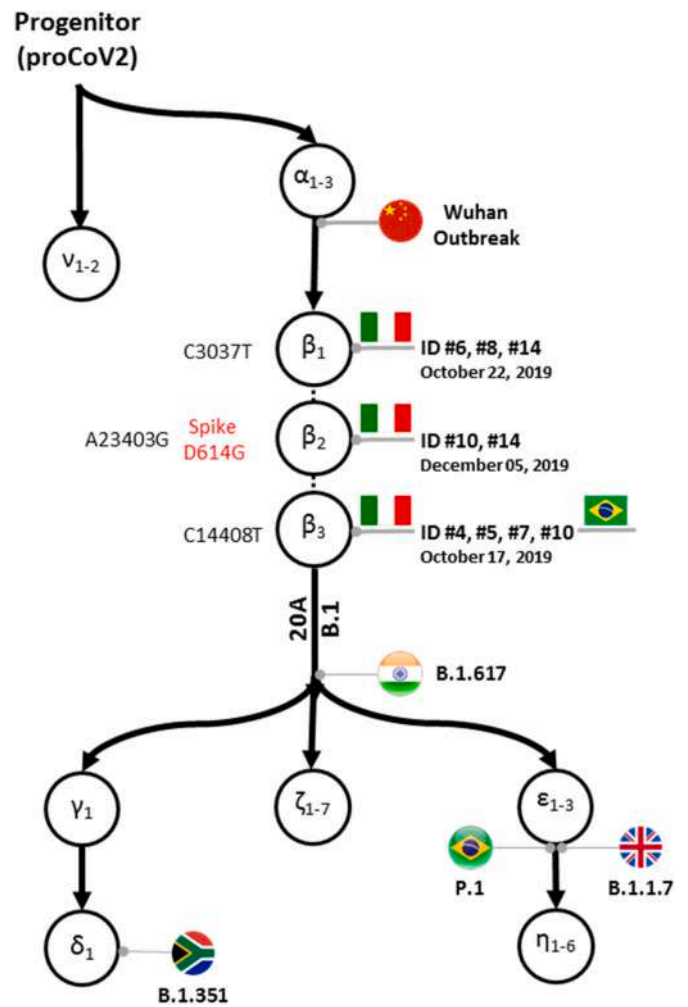 Progenitor
(proCoV2)
α1-3
Wuhan
Outbreak
ν1-2
C3037T
β1
ID #6, #8, #14
October 22, 2019
A23403G
Spike
D614G
β2
ID #10, #14
December 05, 2019
C14408T
β3
ID #4, #5, #7, #10
October 17, 2019
20A
B.1
B.1.617
γ1
ζ1-7
ε1-3
P.1
B.1.1.7
δ1
B.1.351
η1-6